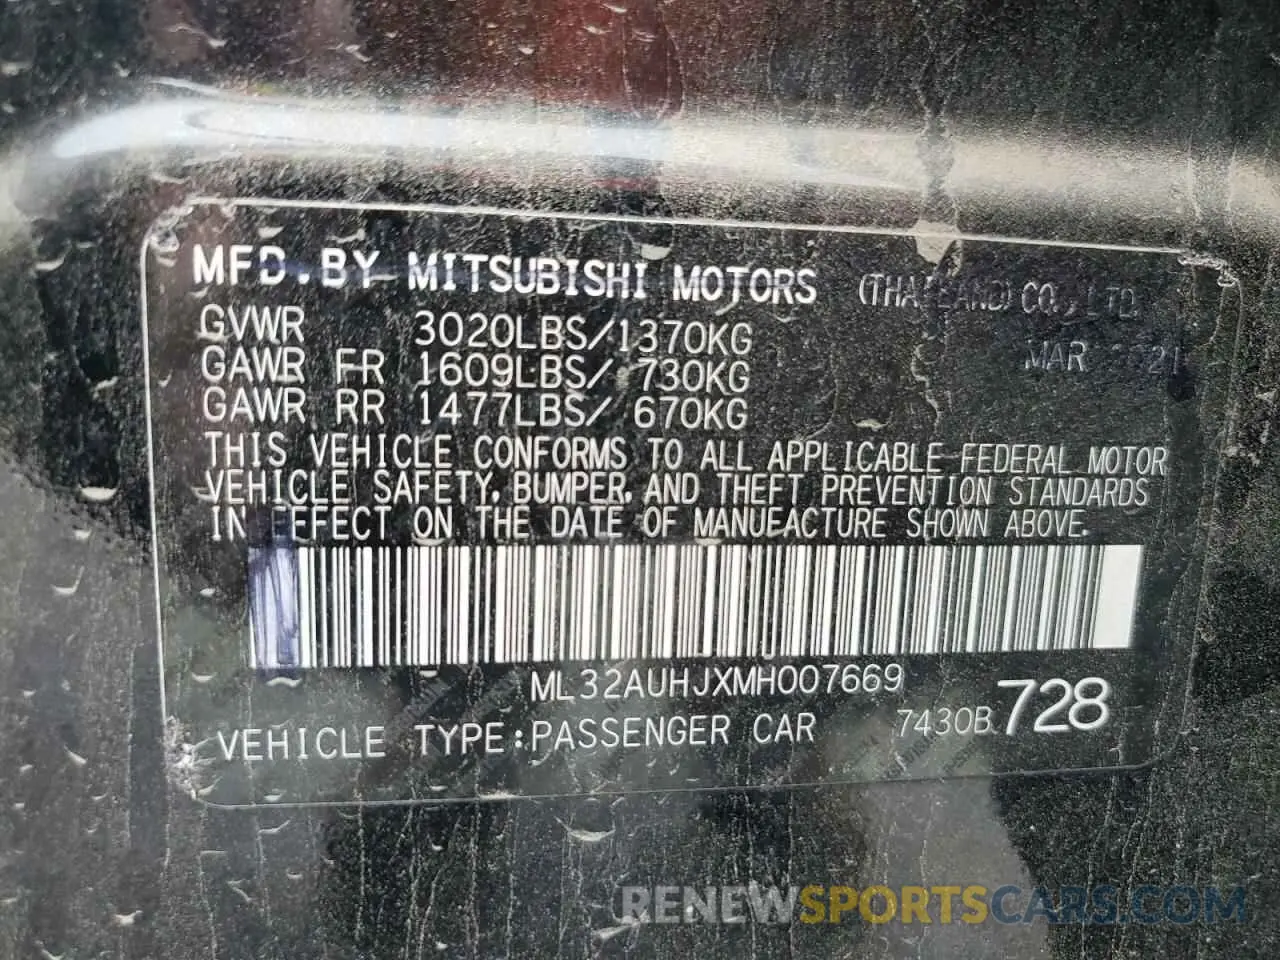 MFD.BY MITSUBISHI MOTORS (THAILAND) CO., LTD.
GVWR 3020LBS/1370KG
MAR 2021
GAWR FR 1609LBS/ 730KG
GAWR RR 1477LBS/ 670KG
THIS VEHICLE CONFORMS TO ALL APPLICABLE FEDERAL MOTOR
VEHICLE SAFETY, BUMPER, AND THEFT PREVENTION STANDARDS
IN EFFECT ON THE DATE OF MANUFACTURE SHOWN ABOVE.
ML32AUHJXMH007669
VEHICLE TYPE:PASSENGER CAR 7430B 728
RENEWSPORTSCARS.COM